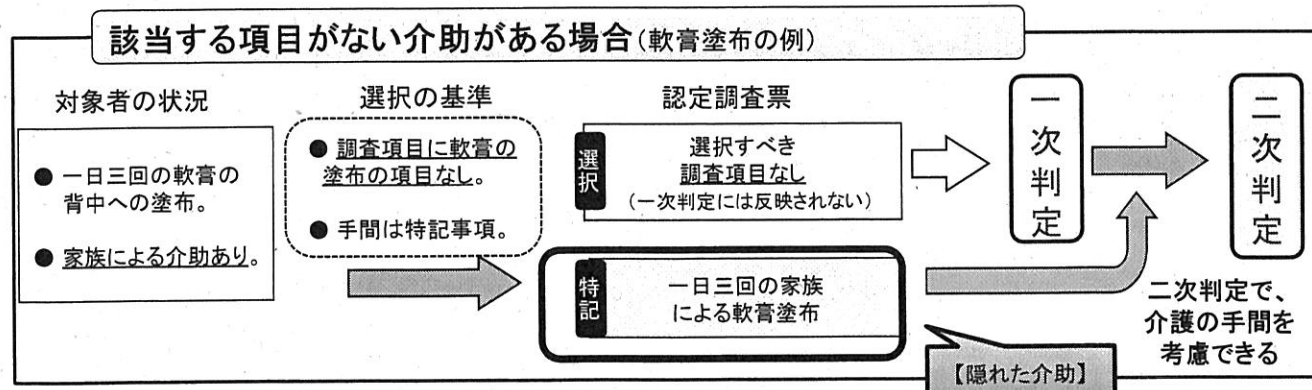 該当する項目がない介助がある場合(軟膏塗布の例)
対象者の状況
● 一日三回の軟膏の
背中への塗布。
● 家族による介助あり。
選択の基準
● 調査項目に軟膏の
塗布の項目なし。
● 手間は特記事項。
認定調査票
選択
選択すべき
調査項目なし
(一次判定には反映されない)
特記
一日三回の家族
による軟膏塗布
【隠れた介助】
一次判定
二次判定
二次判定で、
介護の手間を
考慮できる